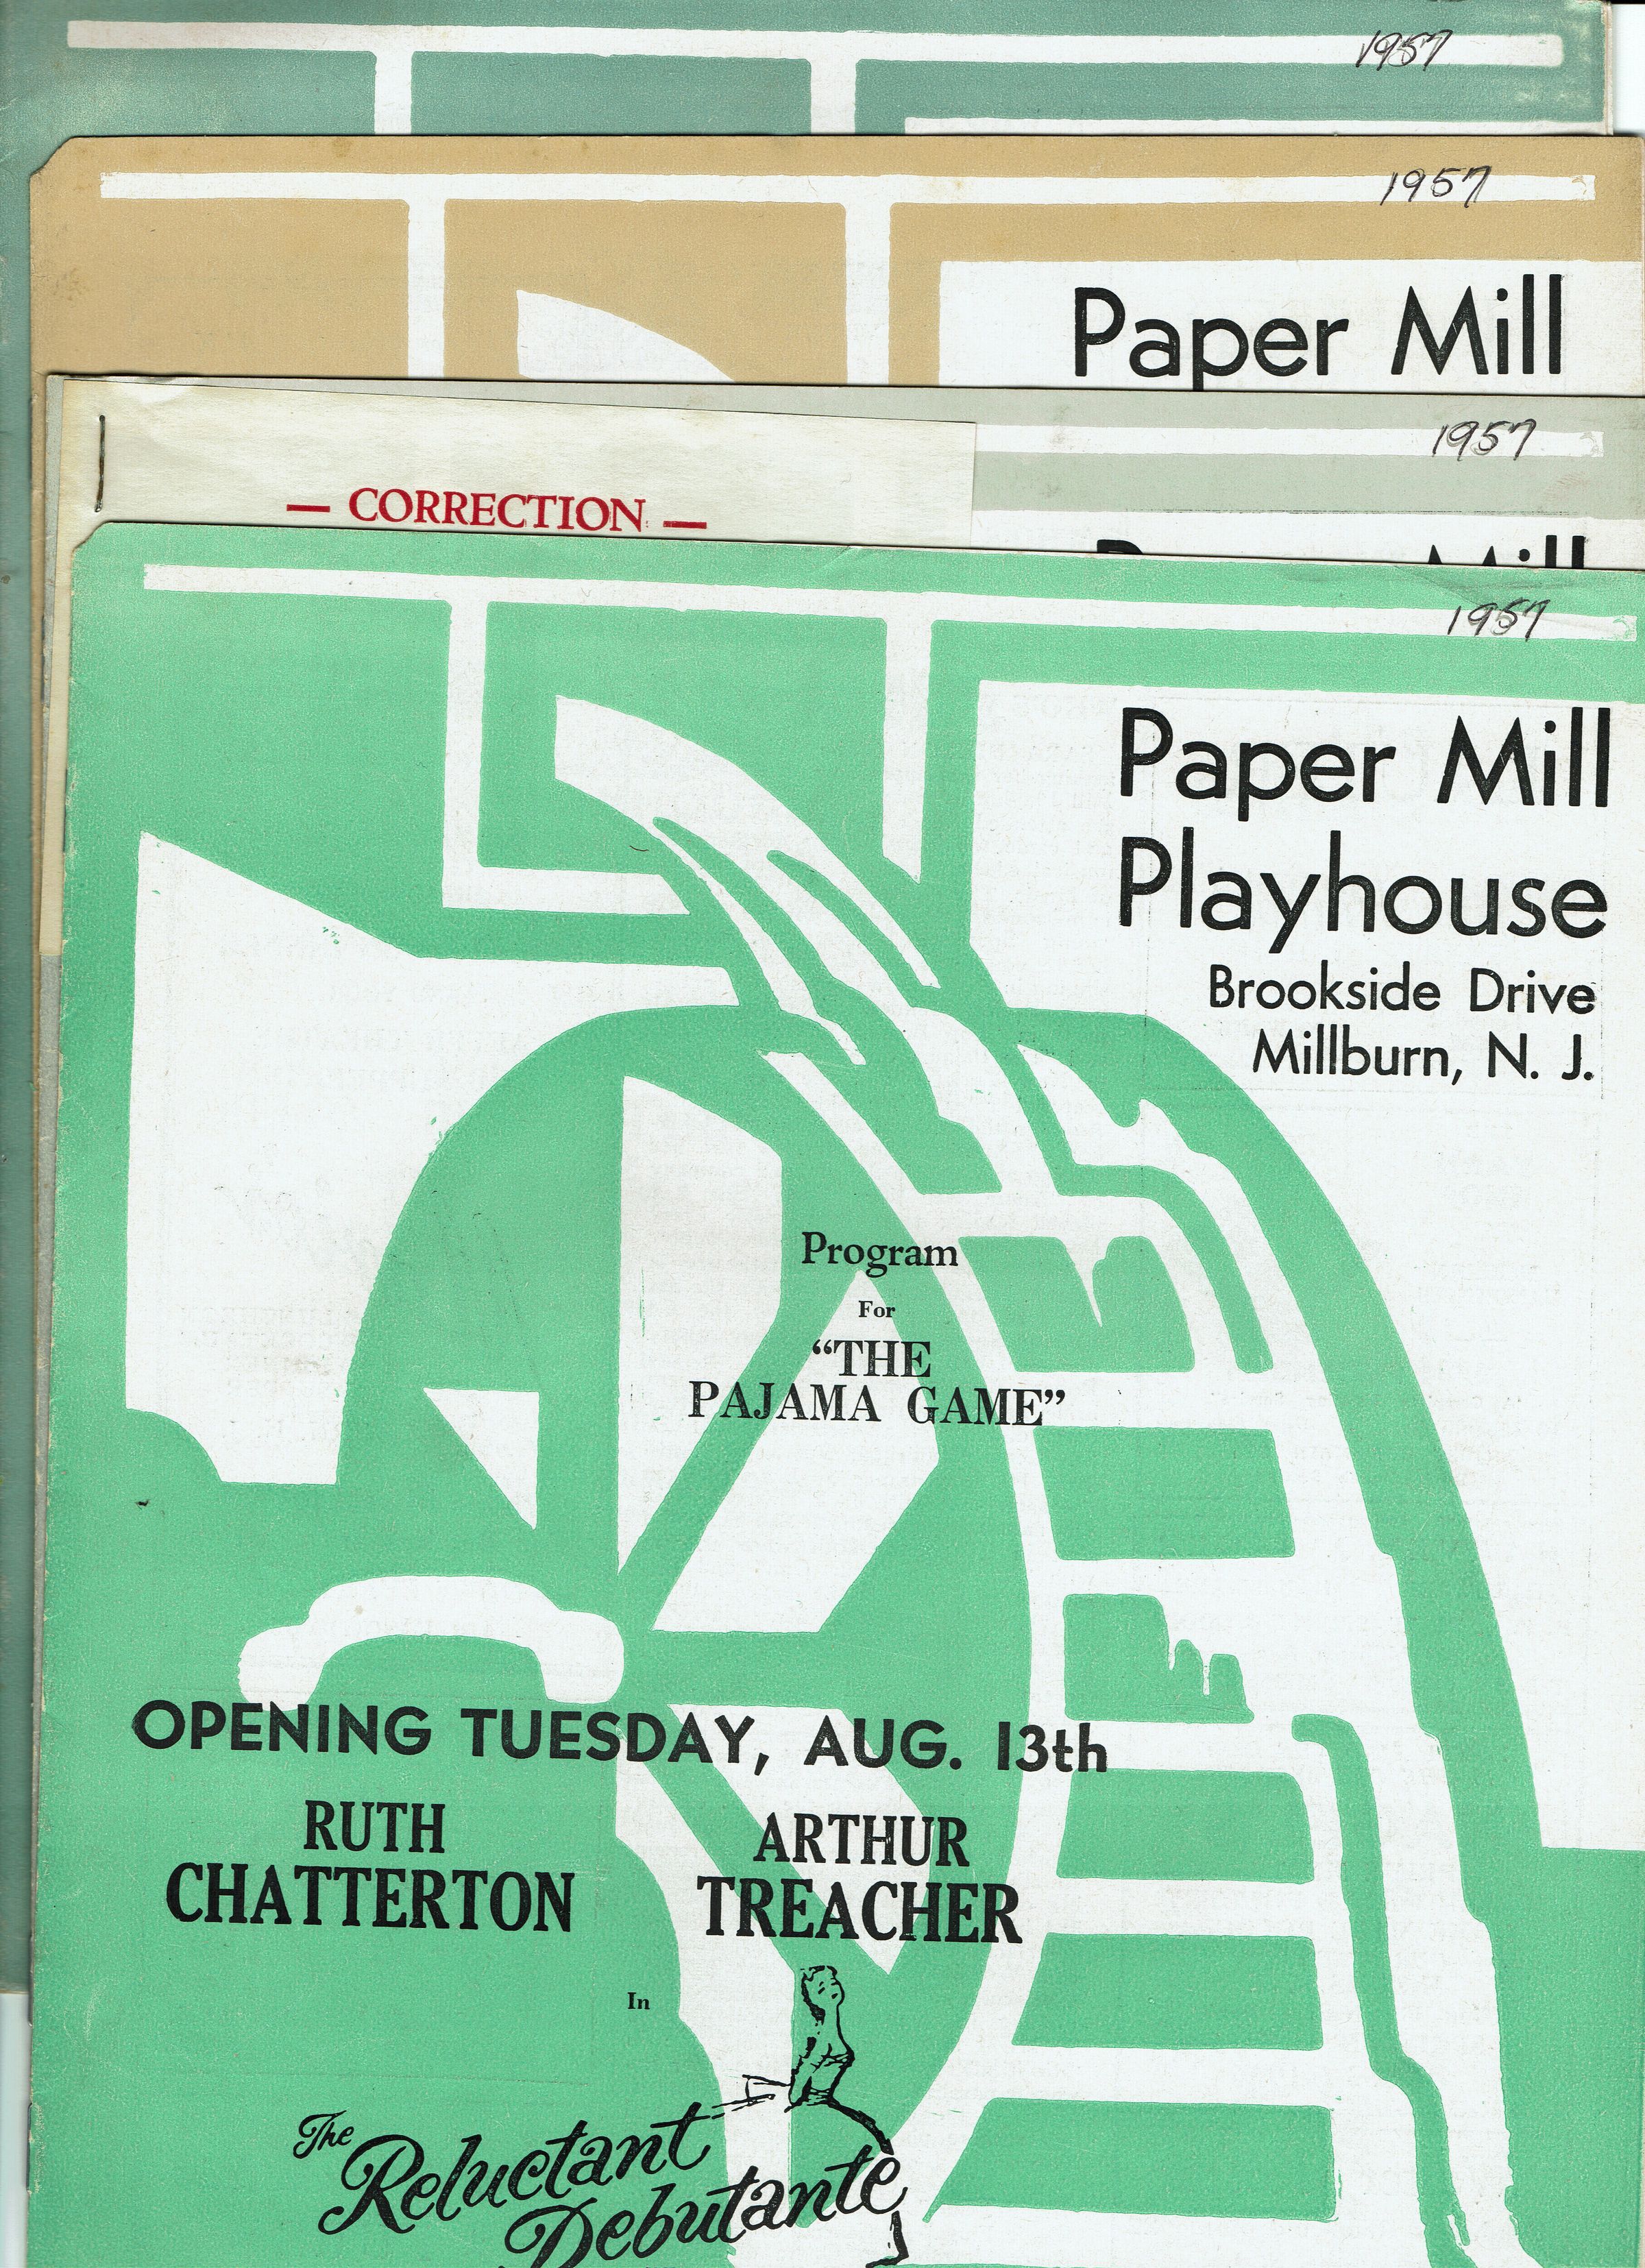 1957
1957
Paper Mill
1957
— CORRECTION —
Mill
1957
Paper Mill
Playhouse
Brookside Drive
Millburn, N. J.
Program
For
“THE
PAJAMA GAME”
OPENING TUESDAY, AUG. 13th
RUTH
CHATTERTON
ARTHUR
TREACHER
In
The
Reluctant
Debutante